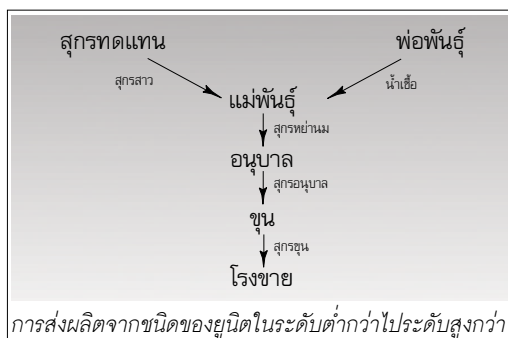 สุกรทดแทน พ่อพันธุ์
สุกรสาว น้ำเชื้อ
แม่พันธุ์
สุกรหย่านม
อนุบาล
สุกรอนุบาล
ขุน
สุกรขุน
โรงขาย
การส่งผลิตจากชนิดของยูนิตในระดับต่ำกว่าไประดับสูงกว่า